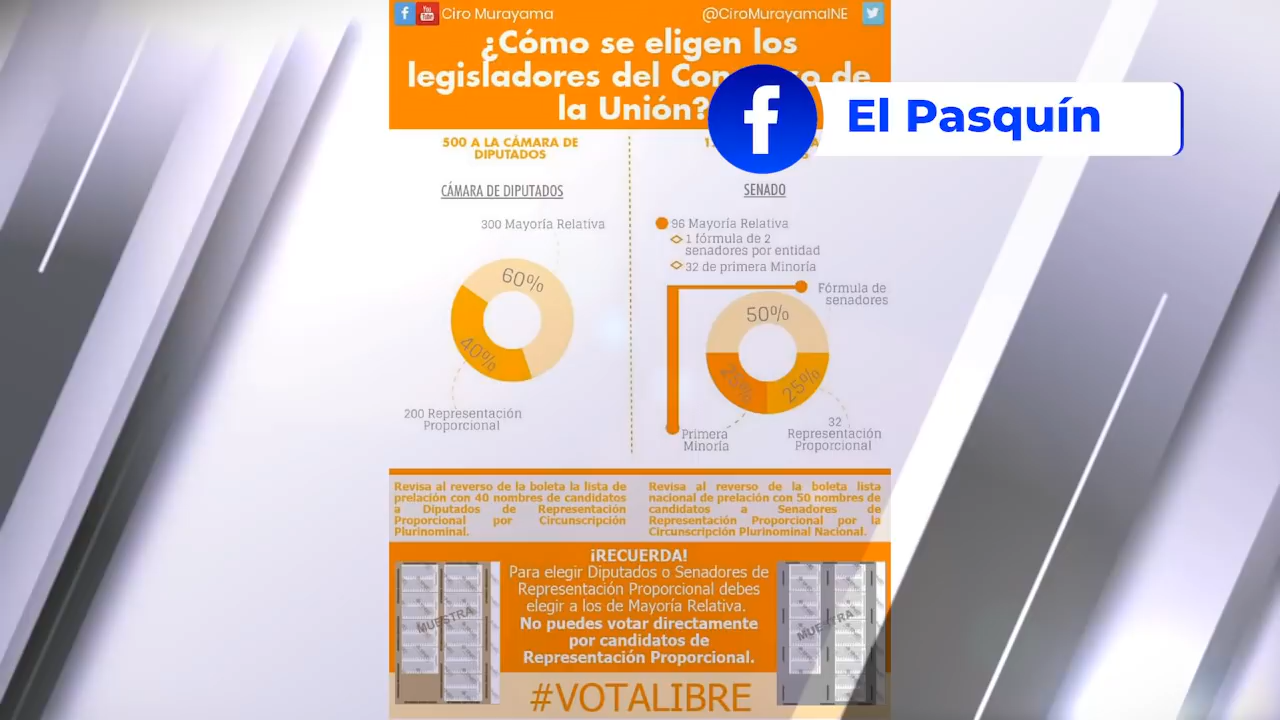 Ciro Murayama
@CiroMurayamaINE
¿Cómo se eligen los
legisladores del de
la Unión?
El Pasquín
500 A LA CÁMARA DE
DIPUTADOS
CÁMARA DE DIPUTADOS
300 Mayoría Relativa
60%
40%
200 Representación
Proporcional
SENADO
96 Mayoría Relativa
1 fórmula de 2
senadores por entidad
32 de primera Minoría
Fórmula de
senadores
50%
25%
25%
Primera
Minoría
32
Representación
Proporcional
Revisa al reverso de la boleta la lista de
prelación con 40 nombres de candidatos
a Diputados de Representación
Proporcional por Circunscripción
Plurinominal.
Revisa al reverso de la boleta lista
nacional de prelación con 50 nombres de
candidatos a Senadores de
Representación Proporcional por la
Circunscripción Plurinominal Nacional.
¡RECUERDA!
Para elegir Diputados o Senadores de
Representación Proporcional debes
elegir a los de Mayoría Relativa.
No puedes votar directamente
por candidatos de
Representación Proporcional.
MUESTRA
MUESTRA
#VOTALIBRE